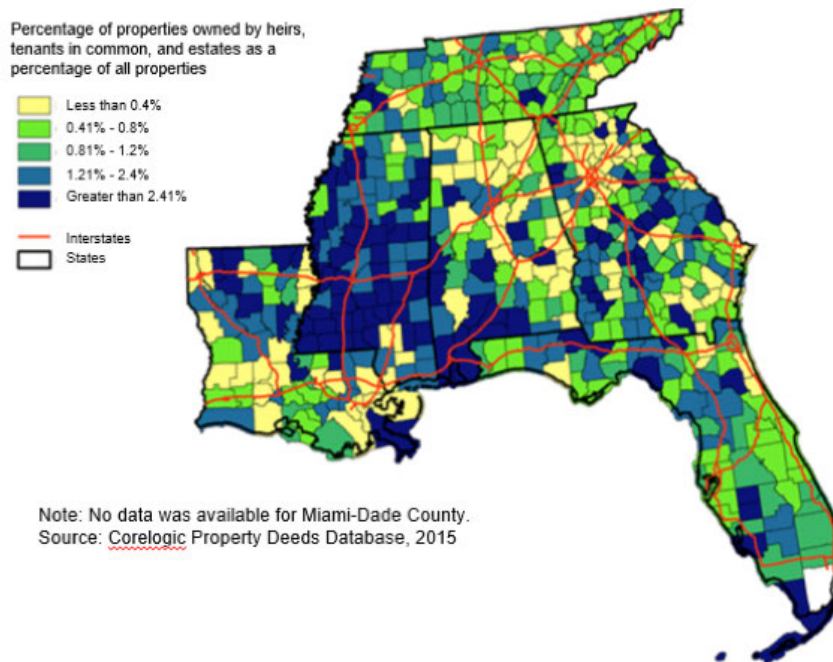 Percentage of properties owned by heirs,
tenants in common, and estates as a
percentage of all properties
Less than 0.4%
0.41% - 0.8%
0.81% - 1.2%
1.21% - 2.4%
Greater than 2.41%
Interstates
States
Note: No data was available for Miami-Dade County.
Source: Corelogic Property Deeds Database, 2015